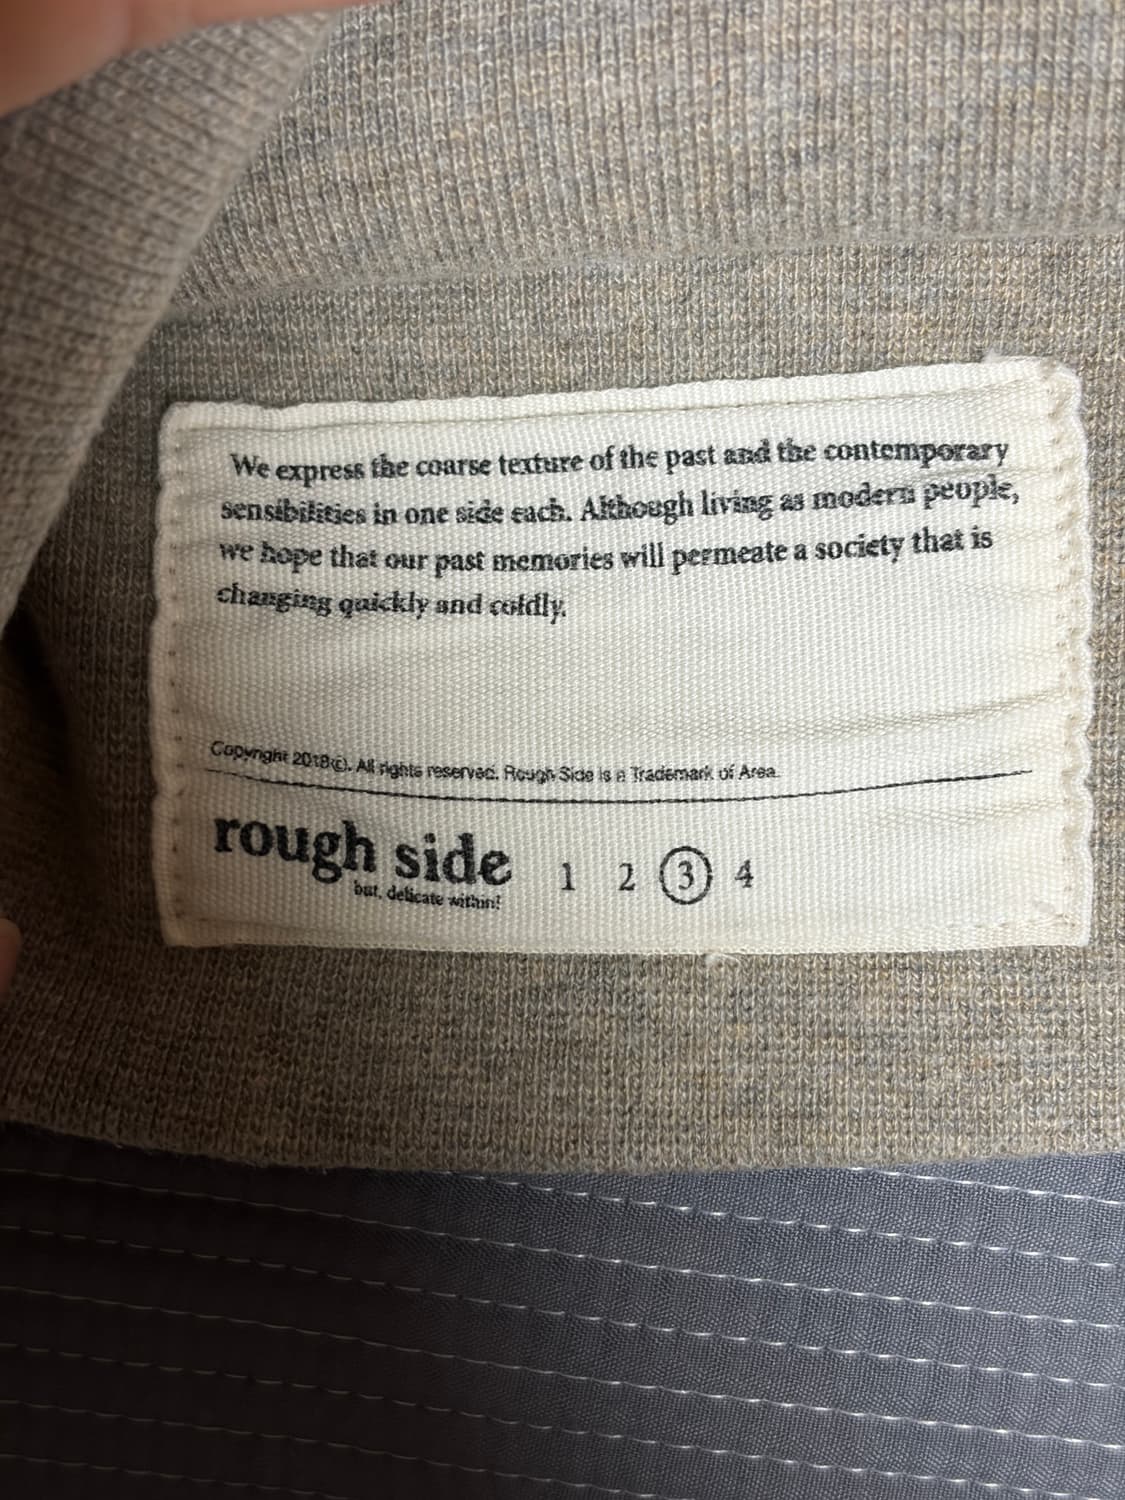 We express the coarse texture of the past and the contemporary
sensibilities in one side each. Although living as modern people,
we hope that our past memories will permeate a society that is
changing quickly and coldly.
Copyright 2018©. All rights reserved. Rough Side is a Trademark of Area.
rough side 1 2 3 4
but, delicate within!